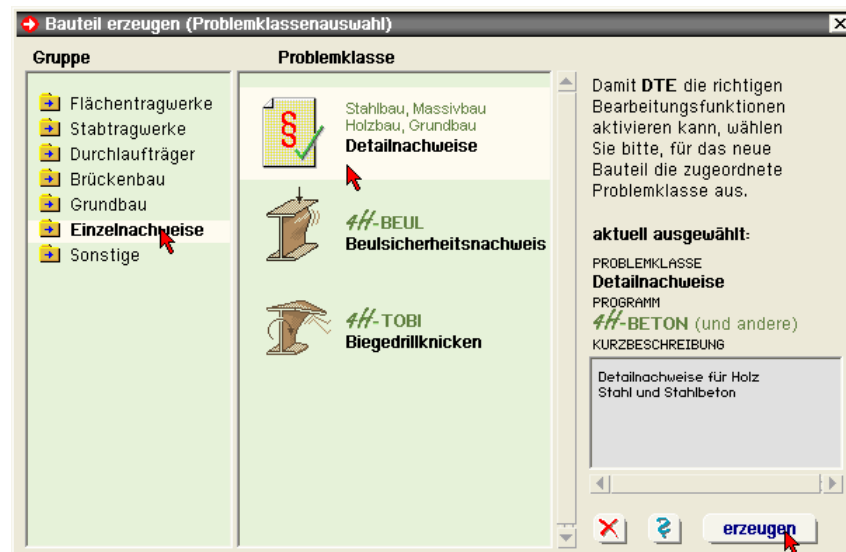 Bauteil erzeugen (Problemklassenauswahl)
Gruppe
Flächentragwerke
Stabtragwerke
Durchlaufträger
Brückenbau
Grundbau
Einzelnachweise
Sonstige
Problemklasse
§
Stahlbau, Massivbau
Holzbau, Grundbau
Detailnachweise
4H-BEUL
Beulsicherheitsnachweis
4H-TOBI
Biegedrillknicken
Damit DTE die richtigen
Bearbeitungsfunktionen
aktivieren kann, wählen
Sie bitte, für das neue
Bauteil die zugeordnete
Problemklasse aus.
aktuell ausgewählt:
PROBLEMKLASSE
Detailnachweise
PROGRAMM
4H-BETON (und andere)
KURZBESCHREIBUNG
Detailnachweise für Holz
Stahl und Stahlbeton
?
erzeugen